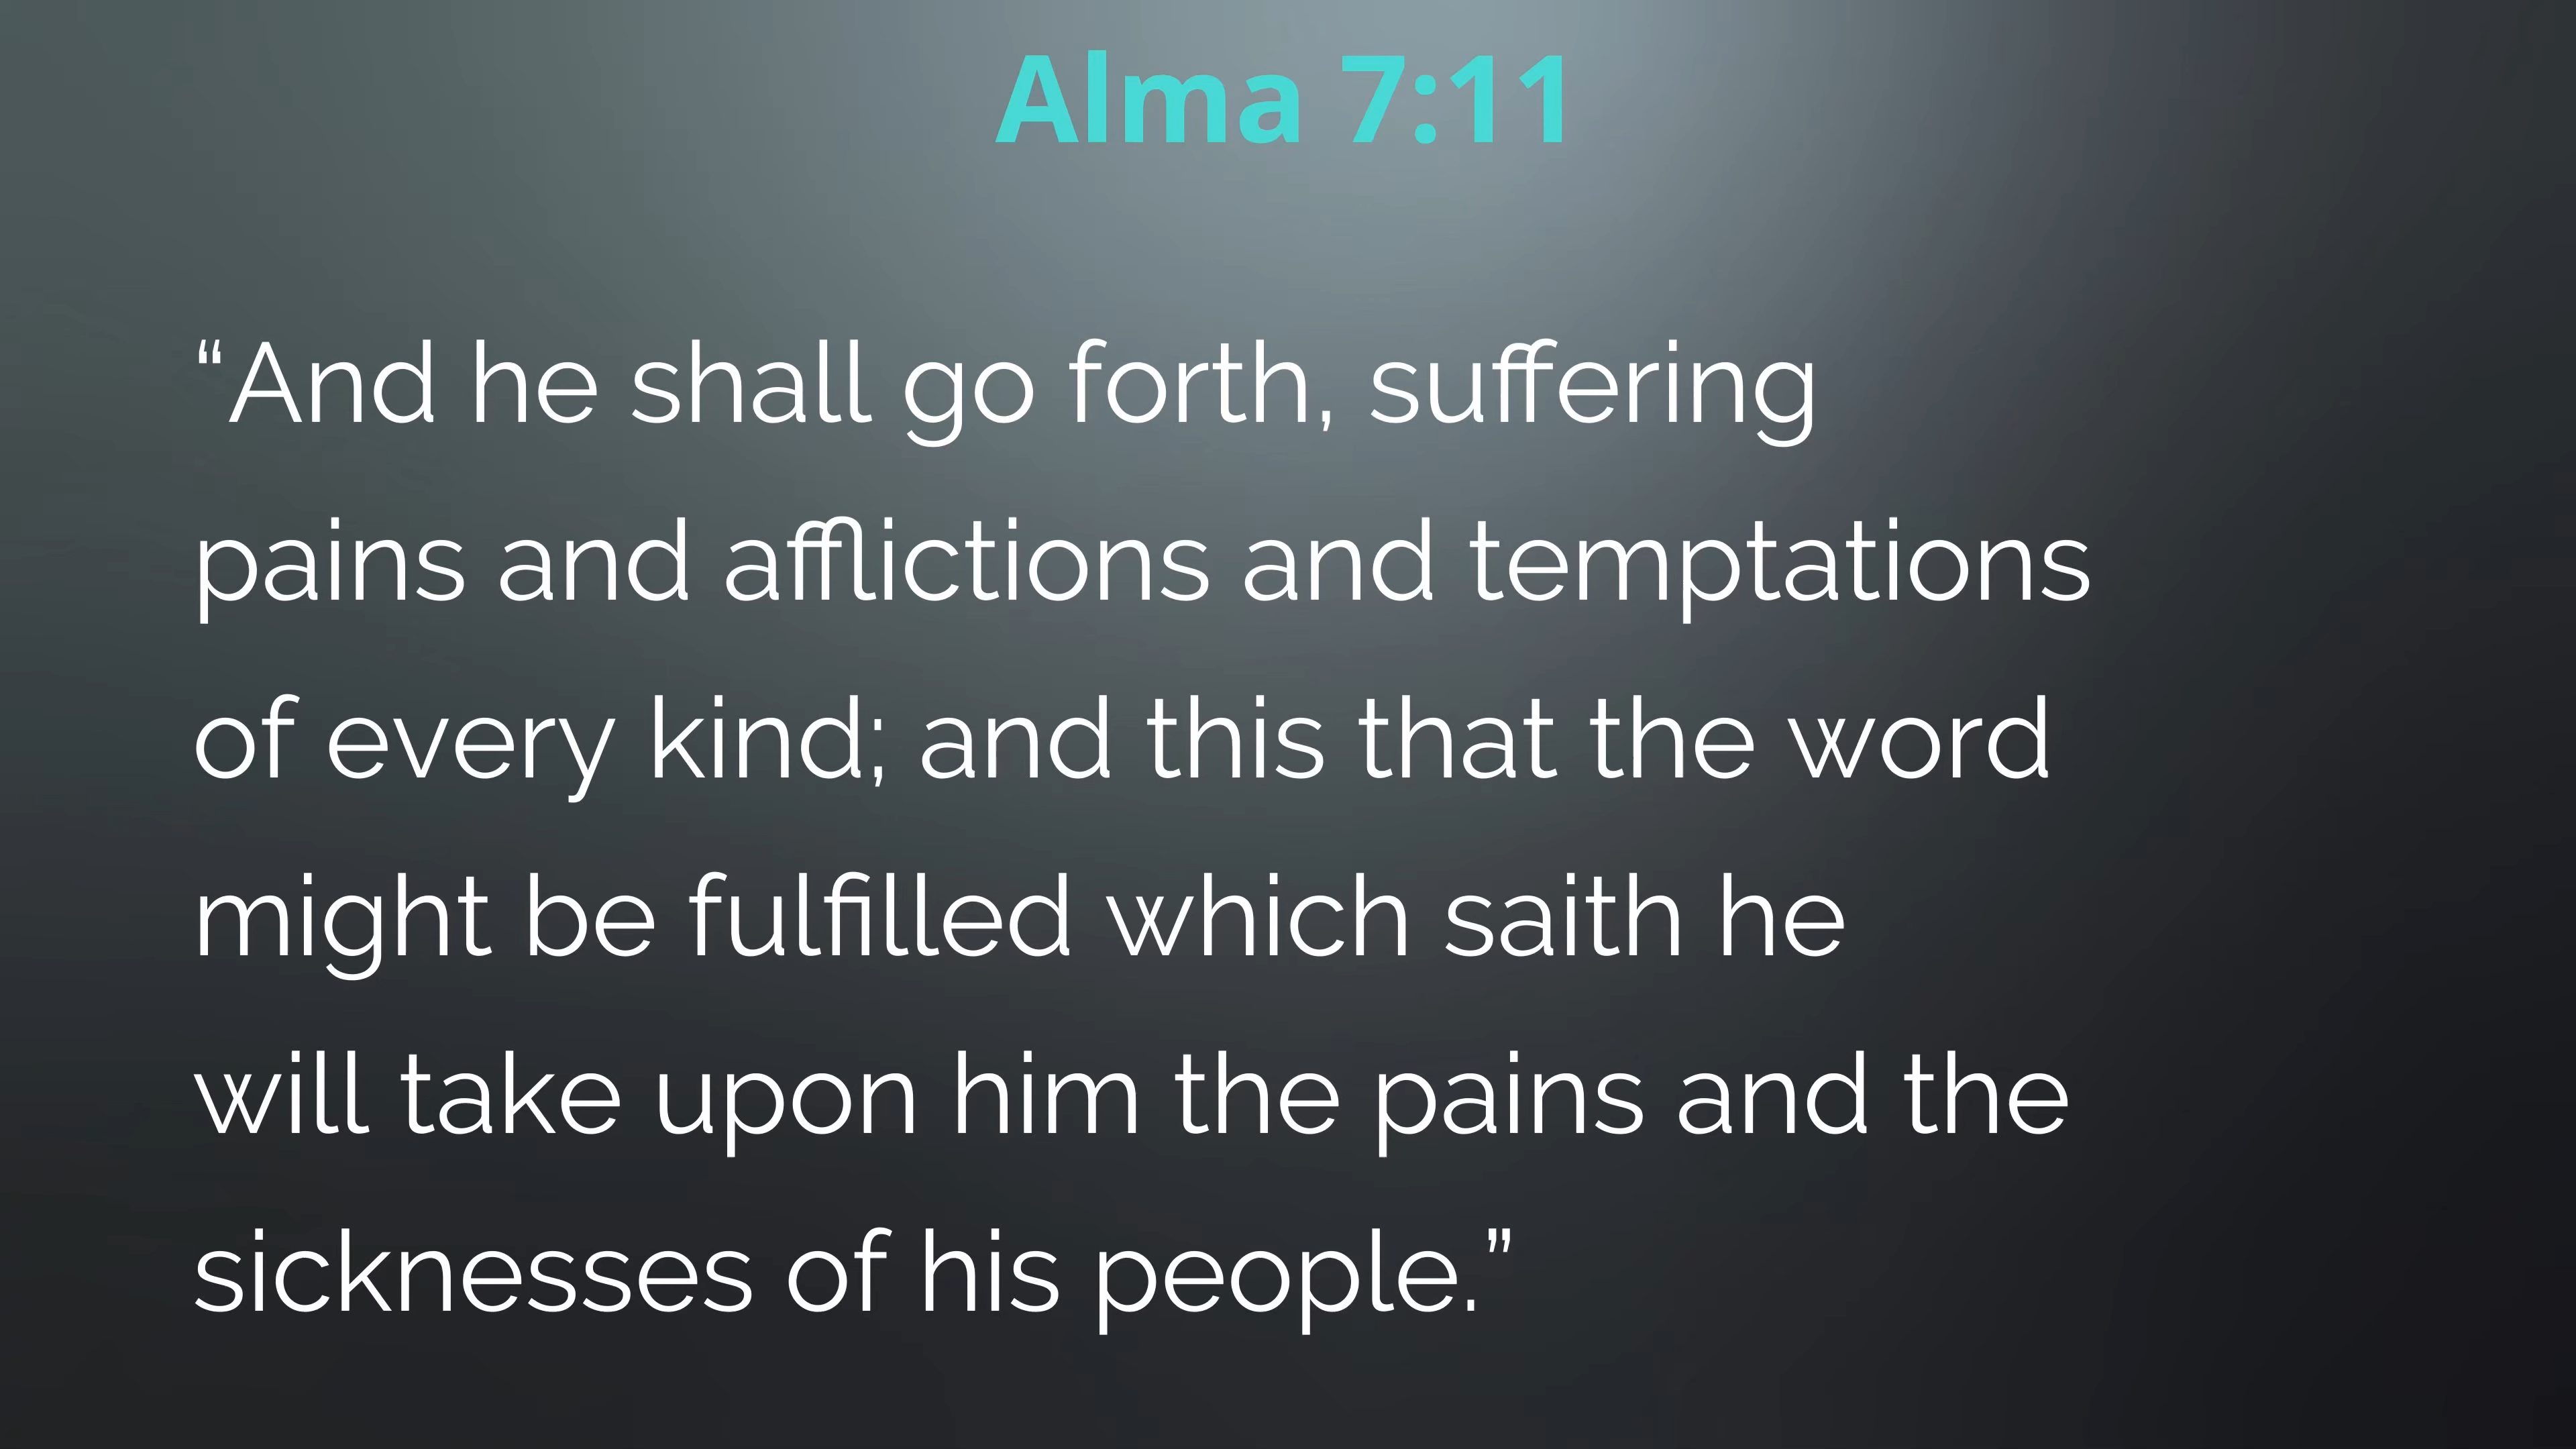 Alma 7:11
“And he shall go forth, suffering
pains and afflictions and temptations
of every kind; and this that the word
might be fulfilled which saith he
will take upon him the pains and the
sicknesses of his people.”